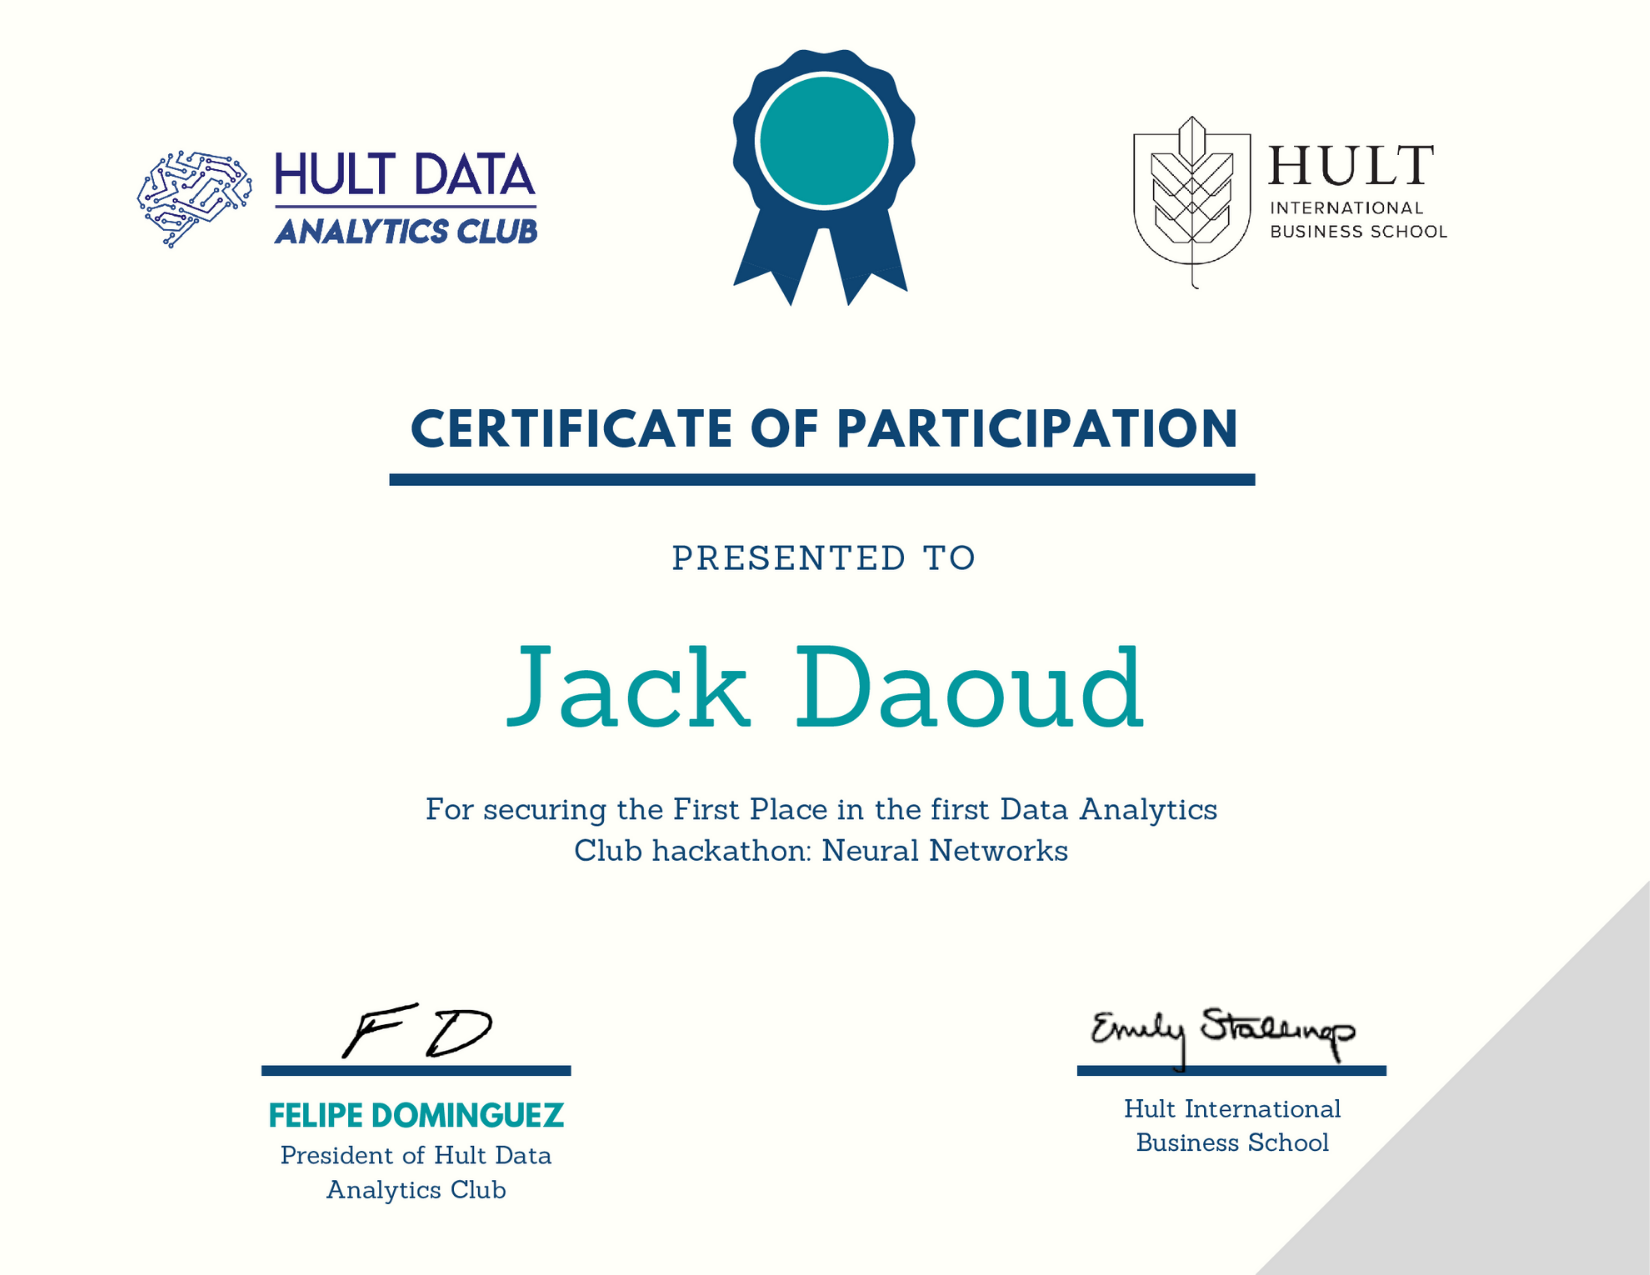 HULT DATA
ANALYTICS CLUB
HULT
INTERNATIONAL
BUSINESS SCHOOL
CERTIFICATE OF PARTICIPATION
PRESENTED TO
Jack Daoud
For securing the First Place in the first Data Analytics
Club hackathon: Neural Networks
F D
FELIPE DOMINGUEZ
President of Hult Data
Analytics Club
Emily Stallings
Hult International
Business School